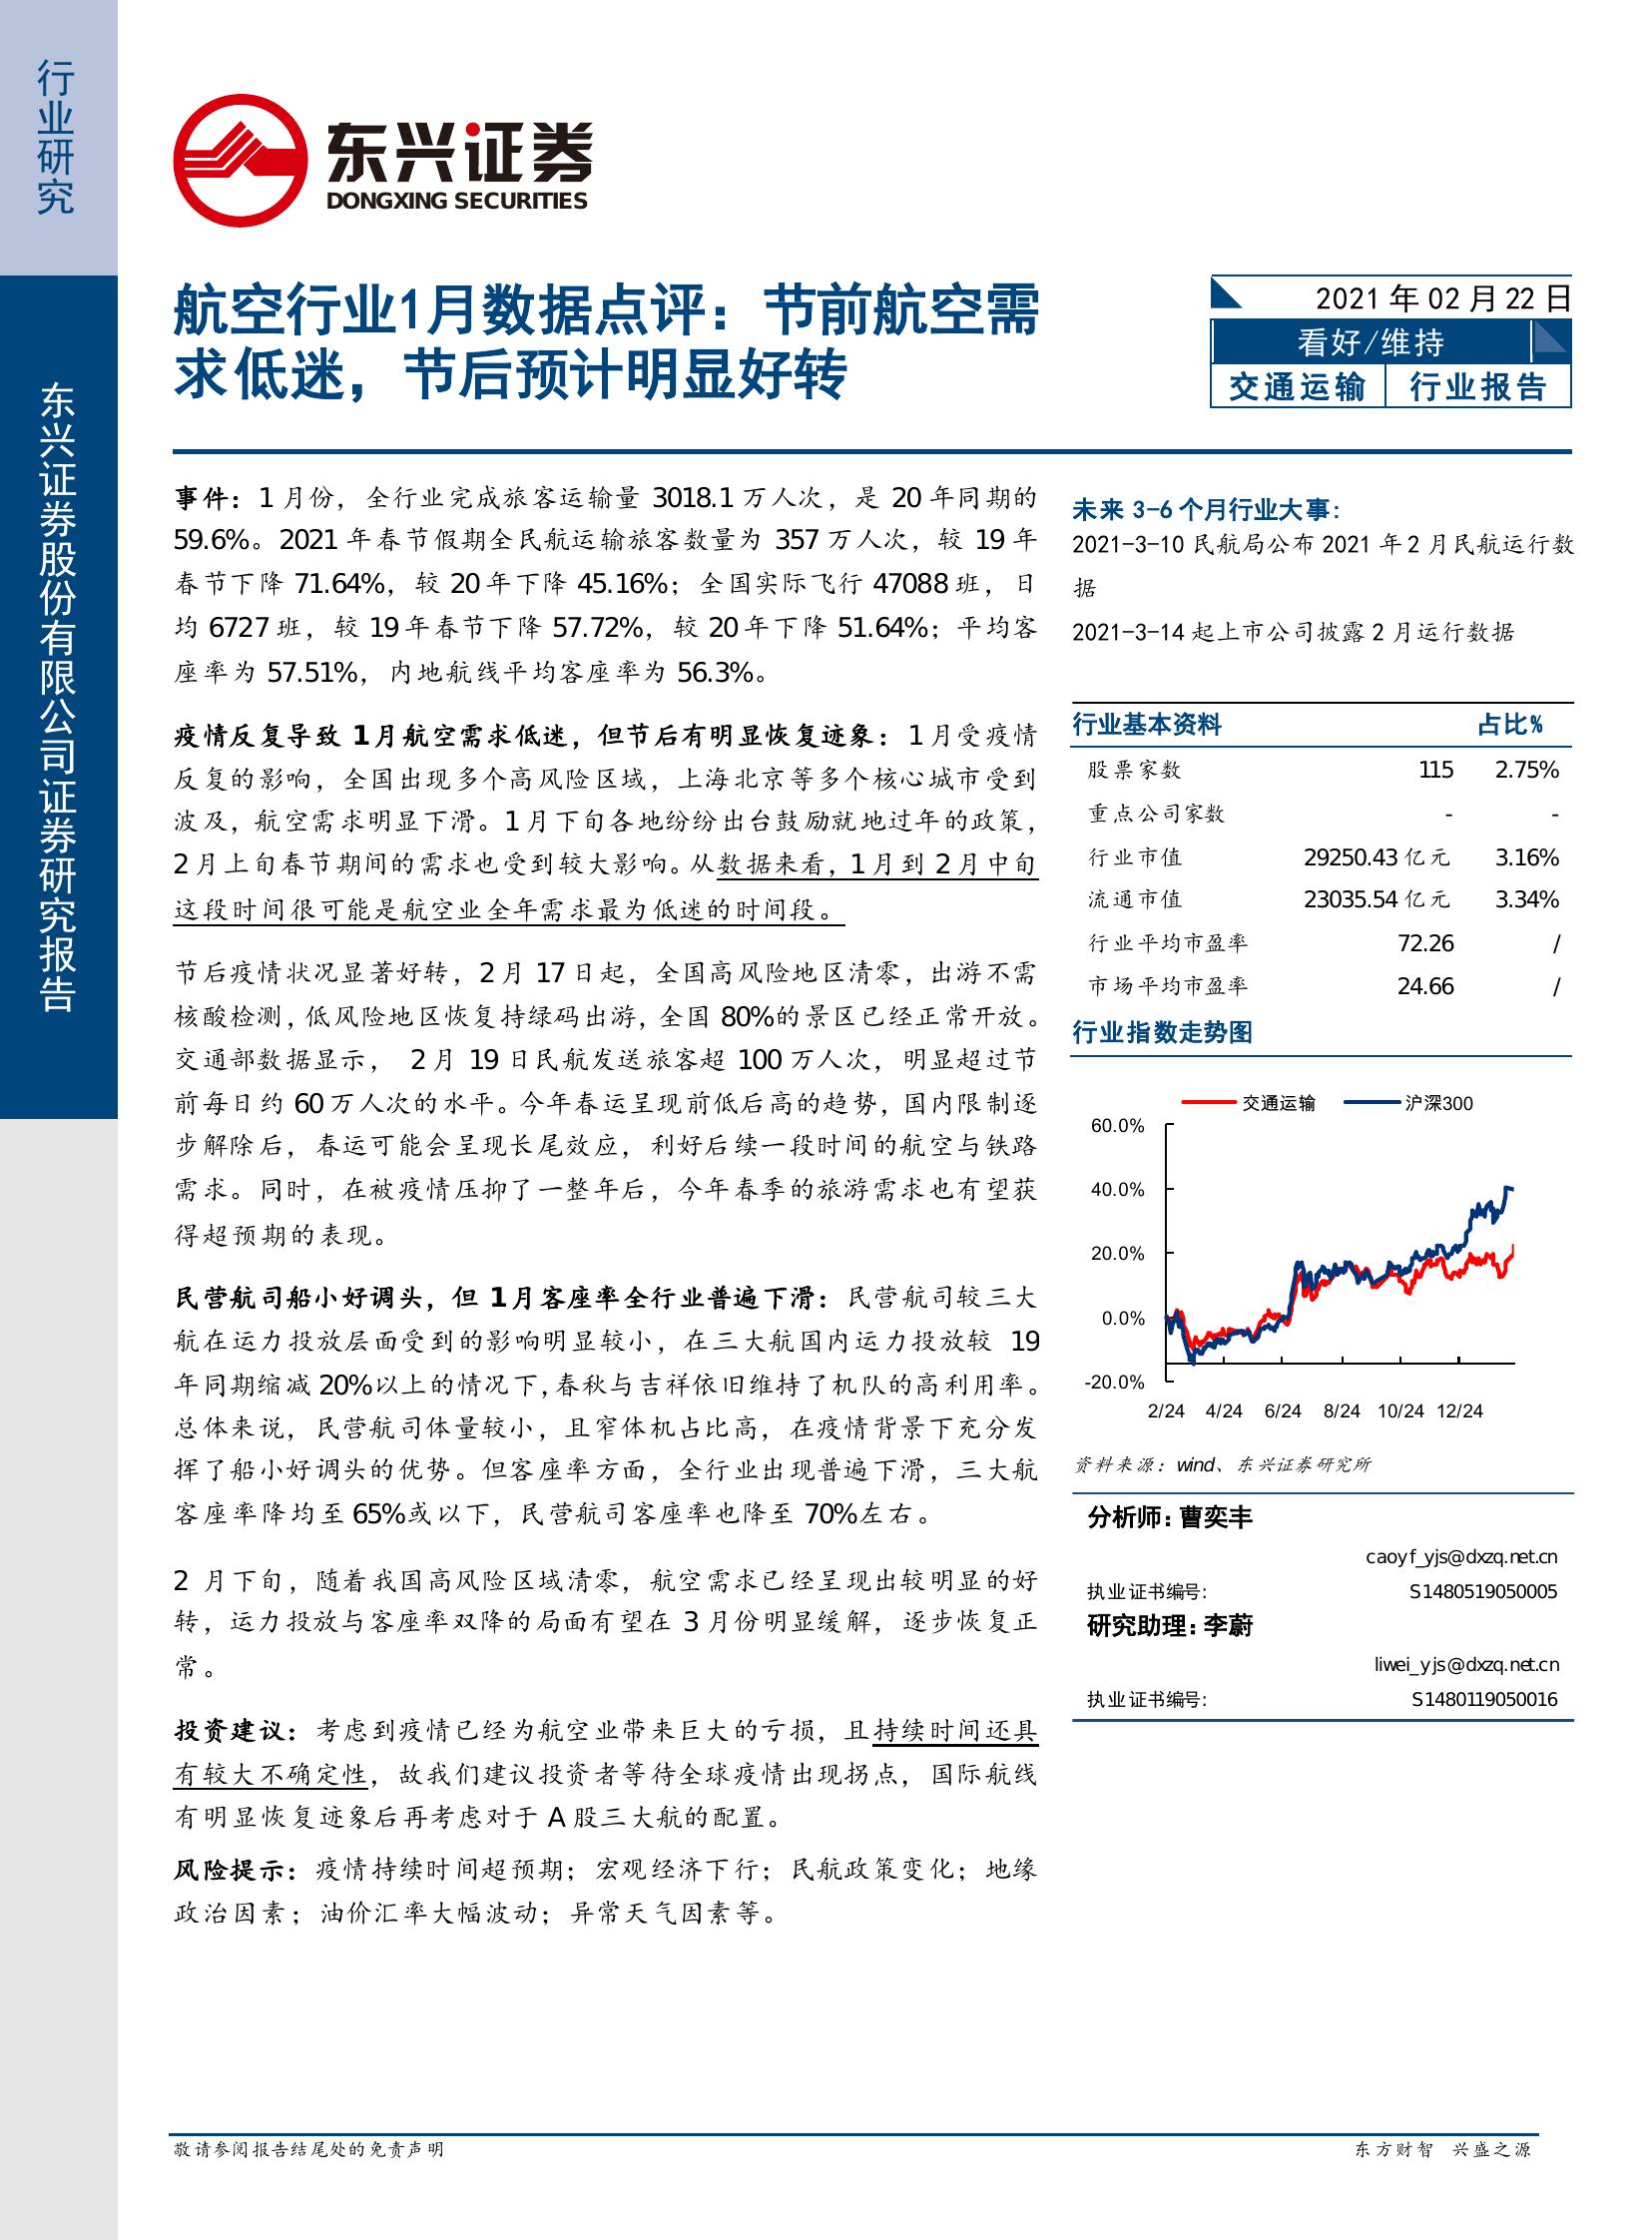 行业研究
东兴证券股份有限公司证券研究报告
东兴证券
DONGXING SECURITIES
航空行业1月数据点评：节前航空需
求低迷，节后预计明显好转
2021 年 02 月 22 日
看好/维持
交通运输 行业报告
事件：1 月份，全行业完成旅客运输量 3018.1 万人次，是 20 年同期的
59.6%。2021 年春节假期全民航运输旅客数量为 357 万人次，较 19 年
春节下降 71.64%，较 20 年下降 45.16%；全国实际飞行 47088 班，日
均 6727 班，较 19 年春节下降 57.72%，较 20 年下降 51.64%；平均客
座率为 57.51%，内地航线平均客座率为 56.3%。
疫情反复导致 1月航空需求低迷，但节后有明显恢复迹象：1 月受疫情
反复的影响，全国出现多个高风险区域，上海北京等多个核心城市受到
波及，航空需求明显下滑。1 月下旬各地纷纷出台鼓励就地过年的政策，
2 月上旬春节期间的需求也受到较大影响。从数据来看，1 月到 2 月中旬
这段时间很可能是航空业全年需求最为低迷的时间段。
节后疫情状况显著好转，2 月 17 日起，全国高风险地区清零，出游不需
核酸检测，低风险地区恢复持绿码出游，全国 80%的景区已经正常开放。
交通部数据显示， 2 月 19 日民航发送旅客超 100 万人次，明显超过节
前每日约 60 万人次的水平。今年春运呈现前低后高的趋势，国内限制逐
步解除后，春运可能会呈现长尾效应，利好后续一段时间的航空与铁路
需求。同时，在被疫情压抑了一整年后，今年春季的旅游需求也有望获
得超预期的表现。
民营航司船小好调头，但 1月客座率全行业普遍下滑：民营航司较三大
航在运力投放层面受到的影响明显较小，在三大航国内运力投放较 19
年同期缩减 20%以上的情况下，春秋与吉祥依旧维持了机队的高利用率。
总体来说，民营航司体量较小，且窄体机占比高，在疫情背景下充分发
挥了船小好调头的优势。但客座率方面，全行业出现普遍下滑，三大航
客座率降均至 65%或以下，民营航司客座率也降至 70%左右。
2 月下旬，随着我国高风险区域清零，航空需求已经呈现出较明显的好
转，运力投放与客座率双降的局面有望在 3 月份明显缓解，逐步恢复正
常。
投资建议：考虑到疫情已经为航空业带来巨大的亏损，且持续时间还具
有较大不确定性，故我们建议投资者等待全球疫情出现拐点，国际航线
有明显恢复迹象后再考虑对于 A 股三大航的配置。
风险提示：疫情持续时间超预期；宏观经济下行；民航政策变化；地缘
政治因素；油价汇率大幅波动；异常天气因素等。
未来 3-6 个月行业大事：
2021-3-10 民航局公布 2021 年 2 月民航运行数
据
2021-3-14 起上市公司披露 2 月运行数据
行业基本资料 占比%
股票家数 115 2.75%
重点公司家数 - -
行业市值 29250.43 亿元 3.16%
流通市值 23035.54 亿元 3.34%
行业平均市盈率 72.26 /
市场平均市盈率 24.66 /
行业指数走势图
交通运输 沪深300
60.0%
40.0%
20.0%
0.0%
-20.0%
2/24 4/24 6/24 8/24 10/24 12/24
资料来源：wind、东兴证券研究所
分析师：曹奕丰
caoyf_yjs@dxzq.net.cn
执业证书编号: S1480519050005
研究助理：李蔚
liwei_yjs@dxzq.net.cn
执业证书编号: S1480119050016
敬请参阅报告结尾处的免责声明
东方财智 兴盛之源